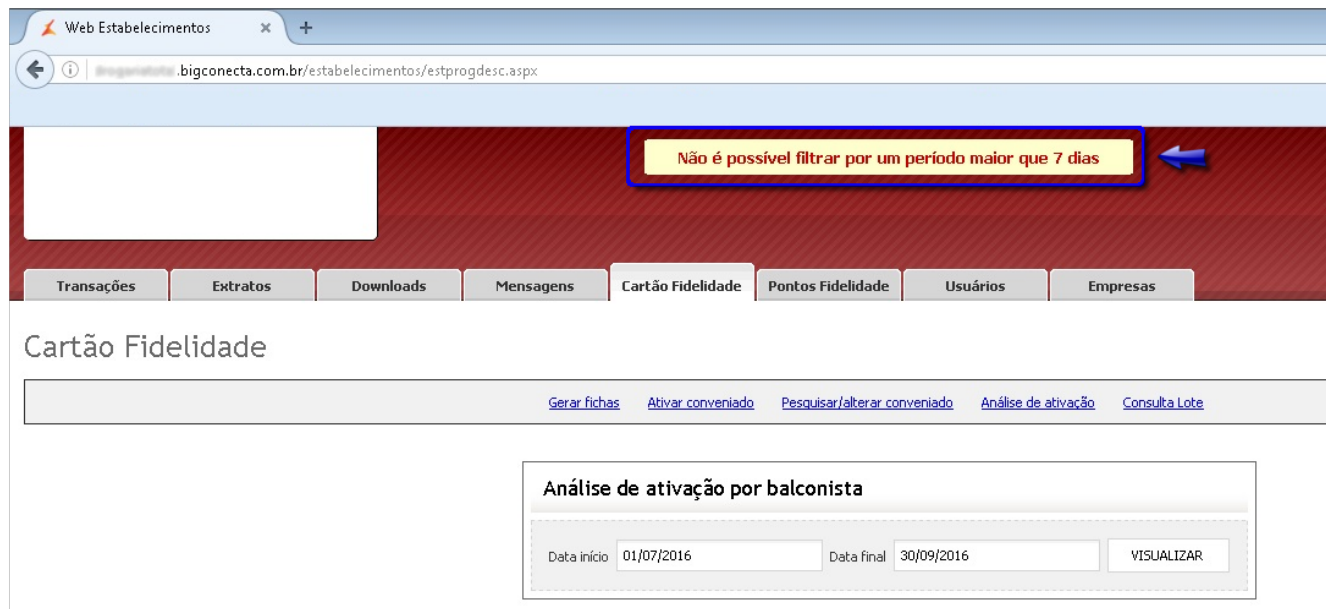 Web Estabelecimentos
.bigconecta.com.br/estabelecimentos/estprogdesc.aspx
Não é possível filtrar por um período maior que 7 dias
Transações Extratos Downloads Mensagens Cartão Fidelidade Pontos Fidelidade Usuários Empresas
Cartão Fidelidade
Gerar fichas Ativar conveniado Pesquisar/alterar conveniado Análise de ativação Consulta Lote
Análise de ativação por balconista
Data início 01/07/2016 Data final 30/09/2016 VISUALIZAR